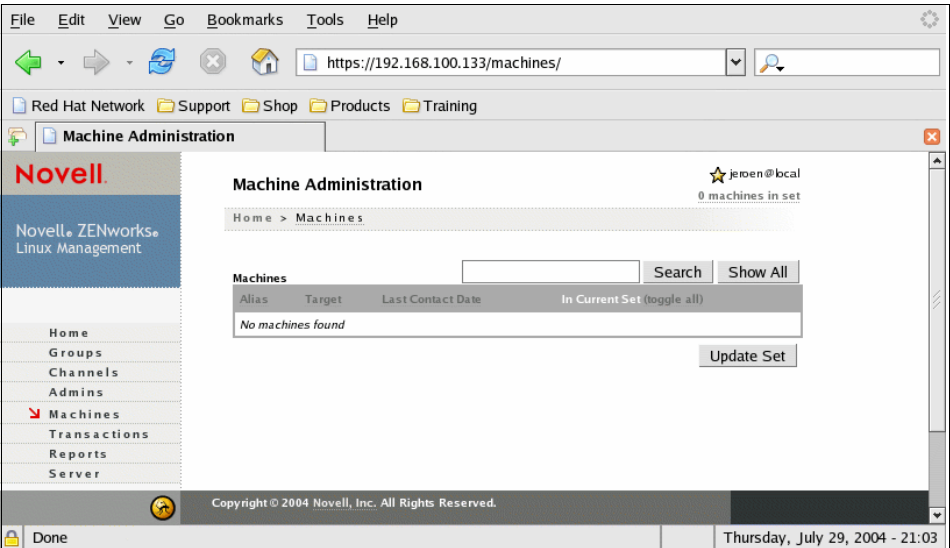 File Edit View Go Bookmarks Tools Help
https://192.168.100.133/machines/
Red Hat Network Support Shop Products Training
Machine Administration
Novell.
Novell® ZENworks®
Linux Management
Home
Groups
Channels
Admins
Machines
Transactions
Reports
Server
Machine Administration
jeroen@local
0 machines in set
Home > Machines
Machines
Search Show All
Alias Target Last Contact Date In Current Set (toggle all)
No machines found
Update Set
Copyright © 2004 Novell, Inc. All Rights Reserved.
Done
Thursday, July 29, 2004 - 21:03